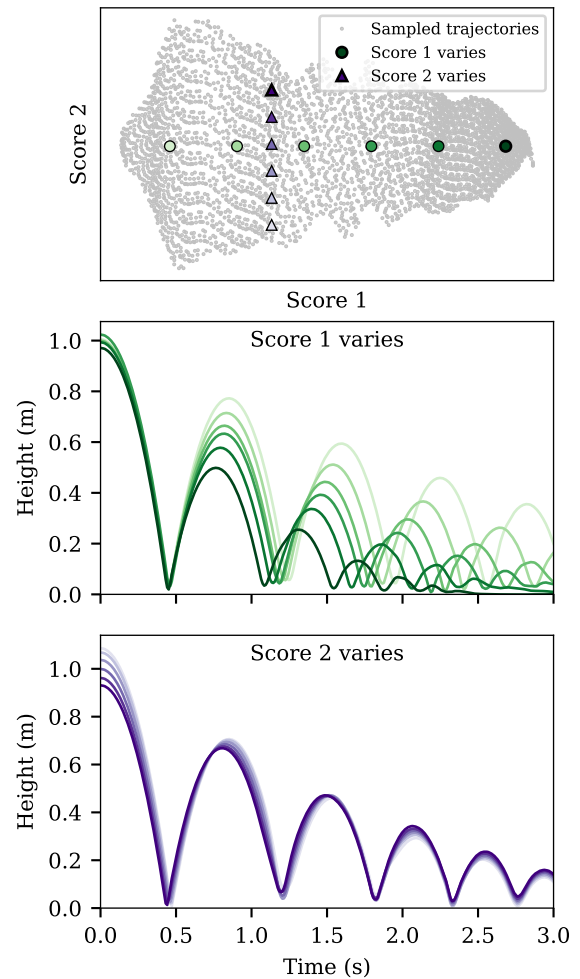 Sampled trajectories
Score 1 varies
Score 2 varies
Score 2
Score 1
Score 1 varies
1.0
0.8
0.6
0.4
0.2
0.0
Height (m)
Score 2 varies
1.0
0.8
0.6
0.4
0.2
0.0
Height (m)
0.0 0.5 1.0 1.5 2.0 2.5 3.0
Time (s)